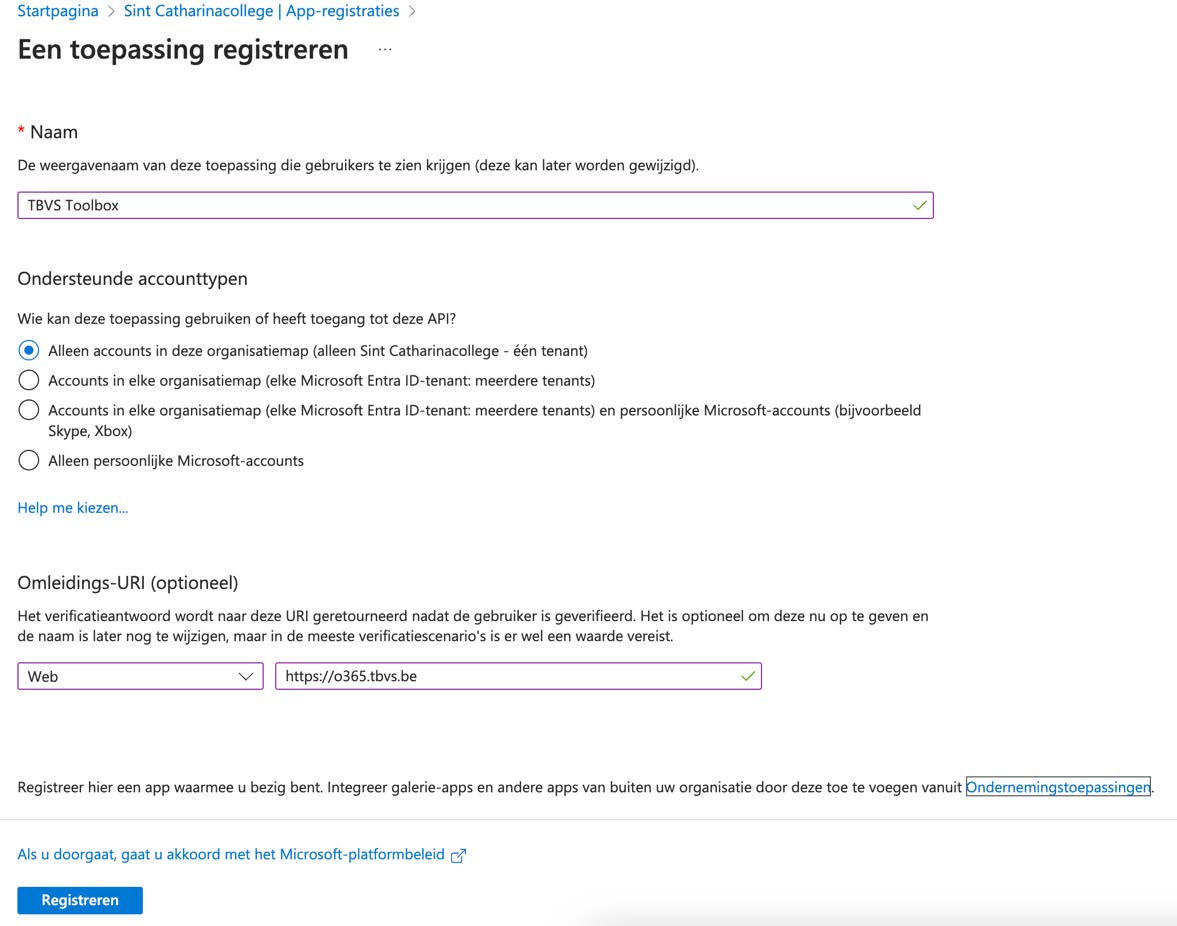 Startpagina > Sint Catharinacollege | App-registraties >
Een toepassing registreren ...
* Naam
De weergavenaam van deze toepassing die gebruikers te zien krijgen (deze kan later worden gewijzigd).
TBVS Toolbox
Ondersteunde accounttypen
Wie kan deze toepassing gebruiken of heeft toegang tot deze API?
Alleen accounts in deze organisatiemap (alleen Sint Catharinacollege - één tenant)
Accounts in elke organisatiemap (elke Microsoft Entra ID-tenant: meerdere tenants)
Accounts in elke organisatiemap (elke Microsoft Entra ID-tenant: meerdere tenants) en persoonlijke Microsoft-accounts (bijvoorbeeld
Skype, Xbox)
Alleen persoonlijke Microsoft-accounts
Help me kiezen...
Omleidings-URI (optioneel)
Het verificatieantwoord wordt naar deze URI geretourneerd nadat de gebruiker is geverifieerd. Het is optioneel om deze nu op te geven en
de naam is later nog te wijzigen, maar in de meeste verificatiescenario's is er wel een waarde vereist.
Web https://o365.tbvs.be
Registreer hier een app waarmee u bezig bent. Integreer galerie-apps en andere apps van buiten uw organisatie door deze toe te voegen vanuit Ondernemingstoepassingen.
Als u doorgaat, gaat u akkoord met het Microsoft-platformbeleid
Registreren